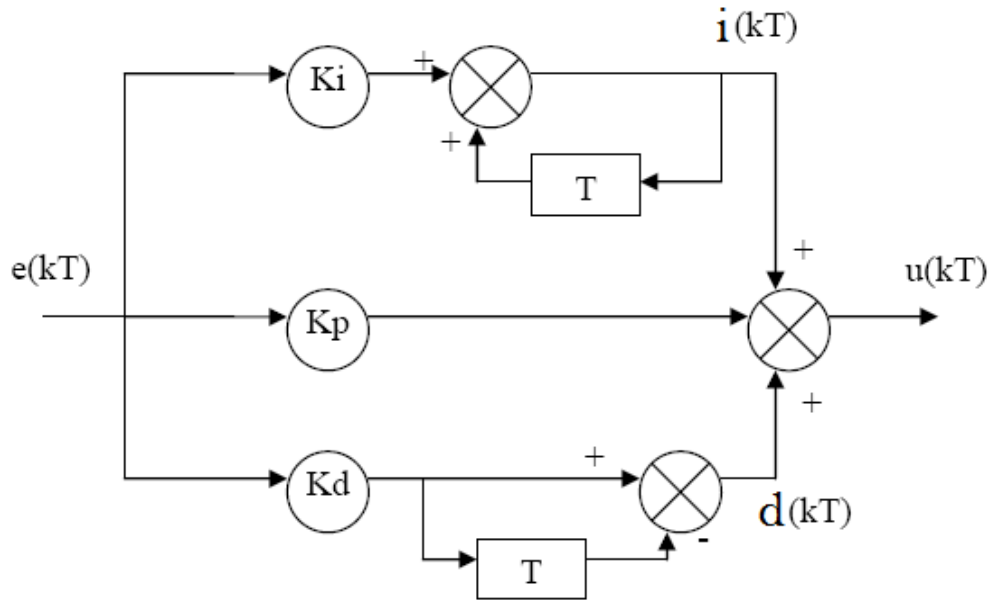 i(kT)
Ki
+
+
T
e(kT)
+
u(kT)
Kp
+
Kd
+
d(kT)
-
T